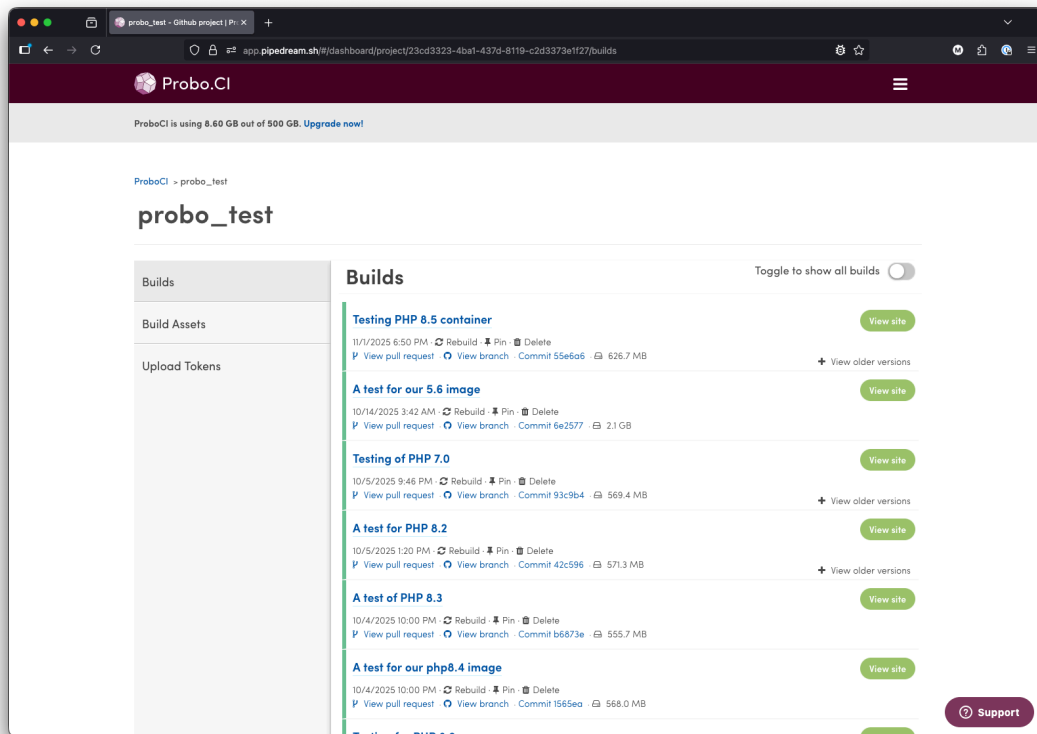 probo_test - Github project | Pr
app.pipedream.sh/#/dashboard/project/23cd3323-4ba1-437d-8119-c2d3373e1f27/builds
Probo.CI
ProboCI is using 8.60 GB out of 500 GB. Upgrade now!
ProboCI > probo_test
probo_test
Builds
Build Assets
Upload Tokens
Builds
Toggle to show all builds
Testing PHP 8.5 container
View site
11/1/2025 6:50 PM · Rebuild · Pin · Delete
View pull request · View branch · Commit 55e6a6 · 626.7 MB
+ View older versions
A test for our 5.6 image
View site
10/14/2025 3:42 AM · Rebuild · Pin · Delete
View pull request · View branch · Commit 6e2577 · 2.1 GB
Testing of PHP 7.0
View site
10/5/2025 9:46 PM · Rebuild · Pin · Delete
View pull request · View branch · Commit 93c9b4 · 569.4 MB
+ View older versions
A test for PHP 8.2
View site
10/5/2025 1:20 PM · Rebuild · Pin · Delete
View pull request · View branch · Commit 42c596 · 571.3 MB
+ View older versions
A test of PHP 8.3
View site
10/4/2025 10:00 PM · Rebuild · Pin · Delete
View pull request · View branch · Commit b6873e · 555.7 MB
A test for our php8.4 image
View site
10/4/2025 10:00 PM · Rebuild · Pin · Delete
View pull request · View branch · Commit 1565ea · 568.0 MB
Support